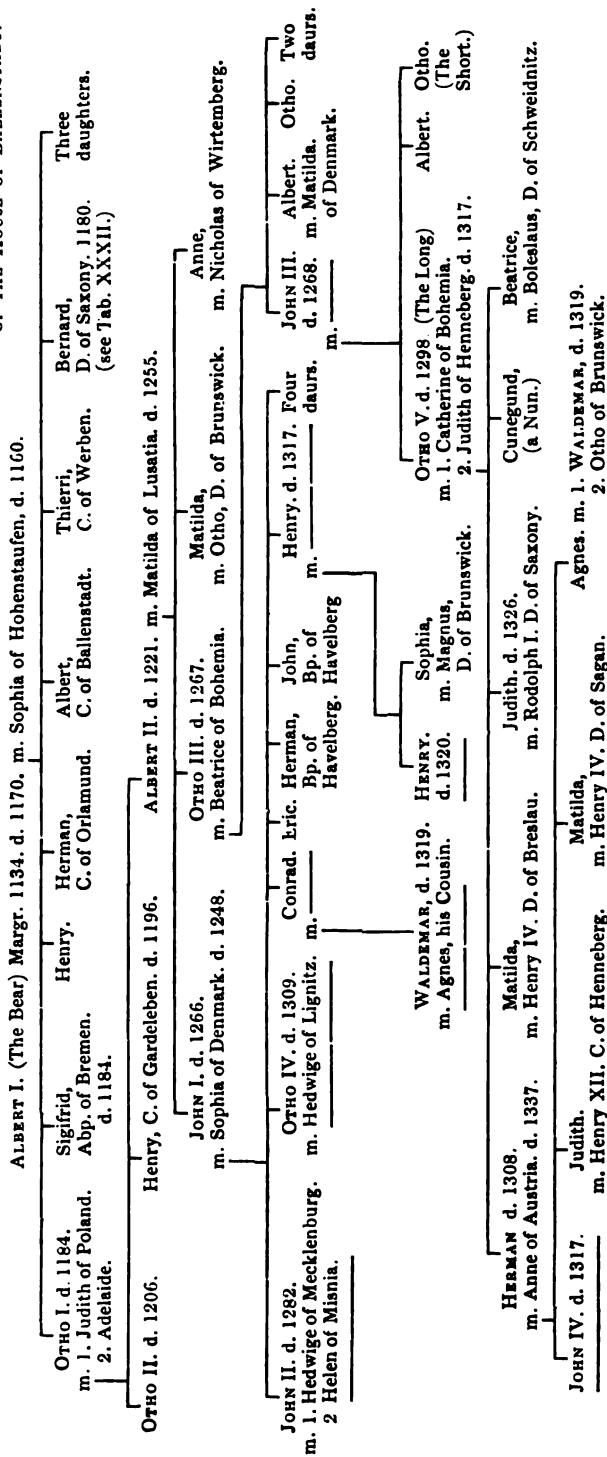 OF THE HOUSE OF BALLENSTADT.
ALBERT I. (The Bear) Margr. 1134. d. 1170. m. Sophia of Hohenstaufen, d. 1160.
OTHO I. d. 1184.
m. 1. Judith of Poland.
2. Adelaide.
Sigifrid,
Abp. of Bremen.
d. 1184.
Henry.
Herman,
C. of Orlamund.
Albert,
C. of Ballenstadt.
Thierri,
C. of Werben.
Bernard,
D. of Saxony. 1180.
(see Tab. XXXII.)
Three
daughters.
OTHO II. d. 1206.
Henry, C. of Gardeleben. d. 1196.
ALBERT II. d. 1221. m. Matilda of Lusatia. d. 1255.
JOHN I. d. 1266.
m. Sophia of Denmark. d. 1248.
OTHO III. d. 1267.
m. Beatrice of Bohemia.
Matilda,
m. Otho, D. of Brunswick.
Anne,
m. Nicholas of Wirtemberg.
JOHN II. d. 1282.
m. 1. Hedwige of Mecklenburg.
2 Helen of Misnia.
OTHO IV. d. 1309.
m. Hedwige of Lignitz.
Conrad.
m.
Eric.
Herman,
Bp. of
Havelberg.
John,
Bp. of
Havelberg
Henry. d. 1317.
m.
Four
daurs.
JOHN III.
d. 1268.
m.
Albert.
m. Matilda.
of Denmark.
Otho.
Two
daurs.
WALDEMAR, d. 1319.
m. Agnes, his Cousin.
HENRY.
d. 1320.
Sophia,
m. Magnus,
D. of Brunswick.
OTHO V. d. 1298. (The Long)
m. 1. Catherine of Bohemia.
2. Judith of Henneberg. d. 1317.
Albert.
Otho.
(The
Short.)
HERMAN d. 1308.
m. Anne of Austria. d. 1337.
Matilda,
m. Henry IV. D. of Breslau.
Judith. d. 1326.
m. Rodolph I. D. of Saxony.
Cunegund,
(a Nun.)
Beatrice,
m. Boleslaus, D. of Schweidnitz.
JOHN IV. d. 1317.
Judith.
m. Henry XII. C. of Henneberg.
Matilda,
m. Henry IV. D. of Sagan.
Agnes. m. 1. WALDEMAR, d. 1319.
2. Otho of Brunswick.